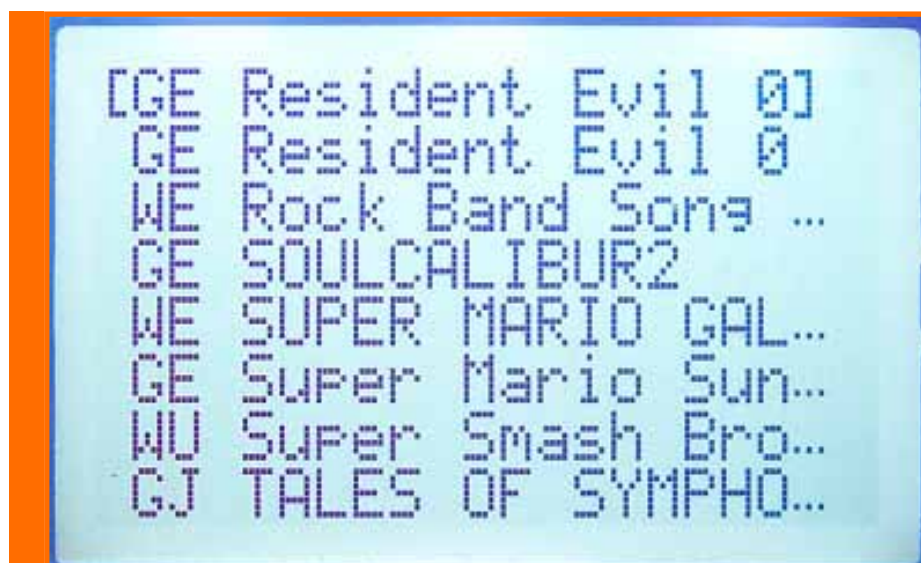 [GE Resident Evil 0]
GE Resident Evil 0
WE Rock Band Song …
GE SOULCALIBUR2
WE SUPER MARIO GAL…
GE Super Mario Sun…
WU Super Smash Bro…
GJ TALES OF SYMPHO…